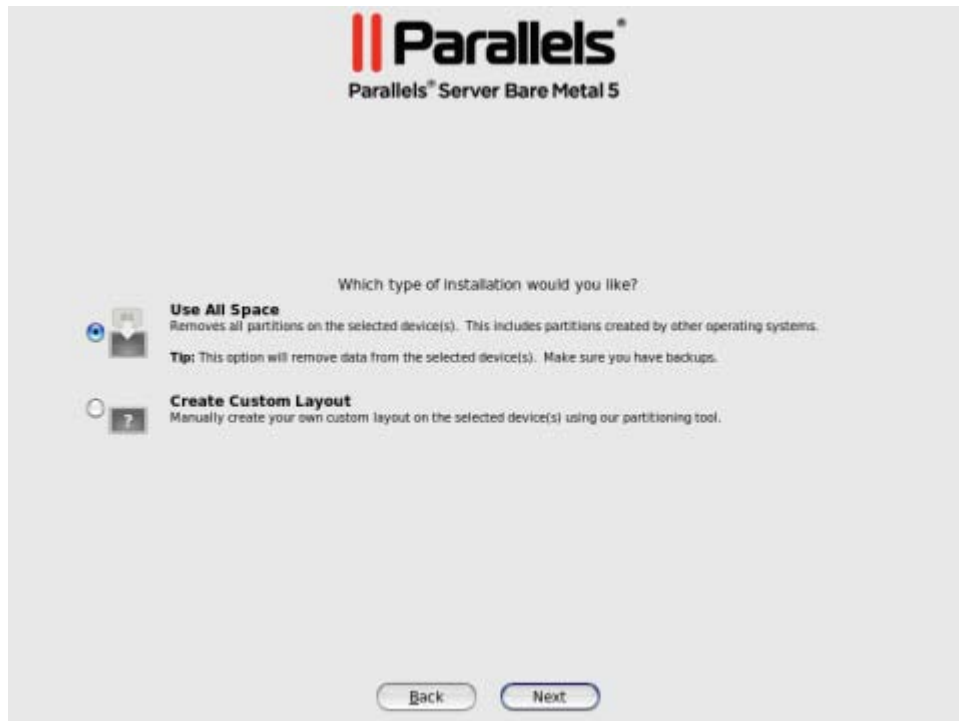 Parallels®
Parallels® Server Bare Metal 5
Which type of installation would you like?
Use All Space
Removes all partitions on the selected device(s). This includes partitions created by other operating systems.
Tip: This option will remove data from the selected device(s). Make sure you have backups.
Create Custom Layout
Manually create your own custom layout on the selected device(s) using our partitioning tool.
?
Back
Next